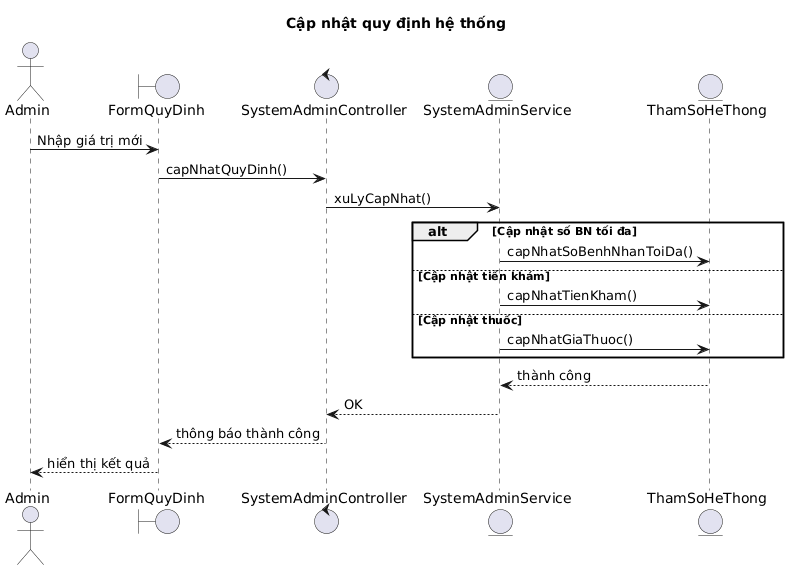 Cập nhật quy định hệ thống
Admin FormQuyDinh SystemAdminController SystemAdminService ThamSoHeThong
Nhập giá trị mới
capNhatQuyDinh()
xuLyCapNhat()
alt [Cập nhật số BN tối đa]
capNhatSoBenhNhanToiDa()
[Cập nhật tiền khám]
capNhatTienKham()
[Cập nhật thuốc]
capNhatGiaThuoc()
thành công
OK
thông báo thành công
hiển thị kết quả
Admin FormQuyDinh SystemAdminController SystemAdminService ThamSoHeThong